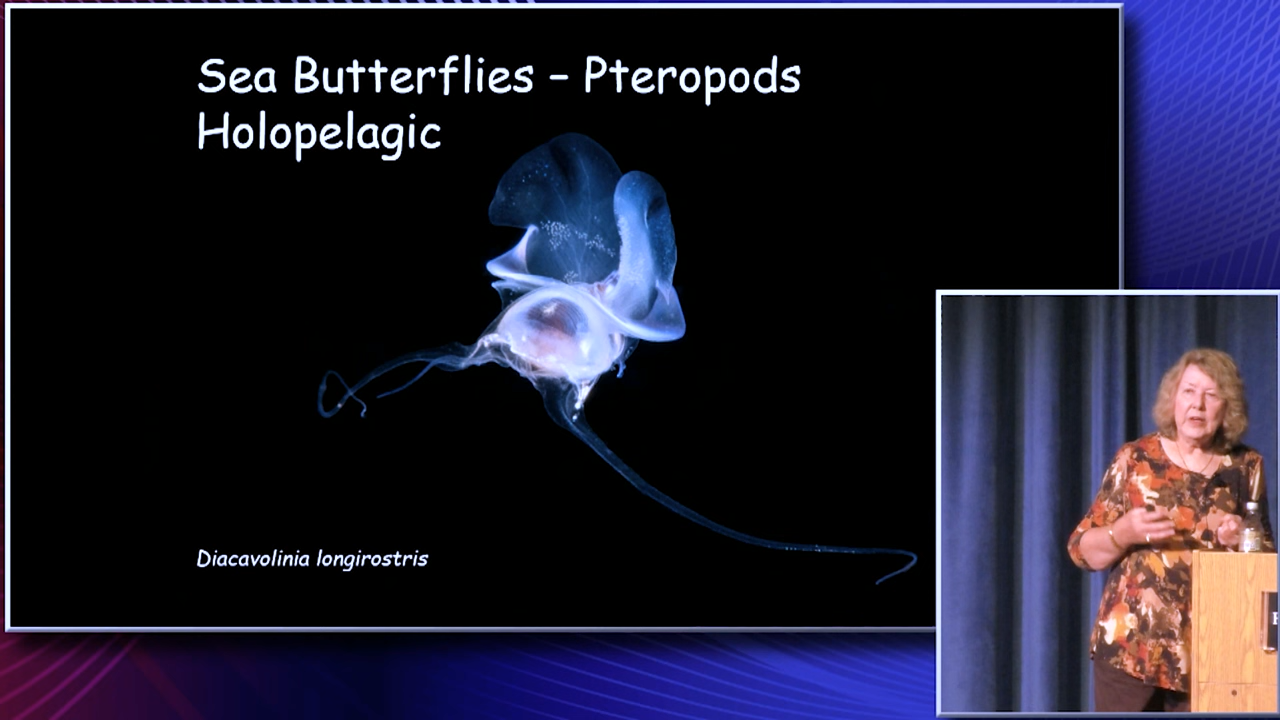 Sea Butterflies – Pteropods
Holopelagic
Diacavolinia longirostris